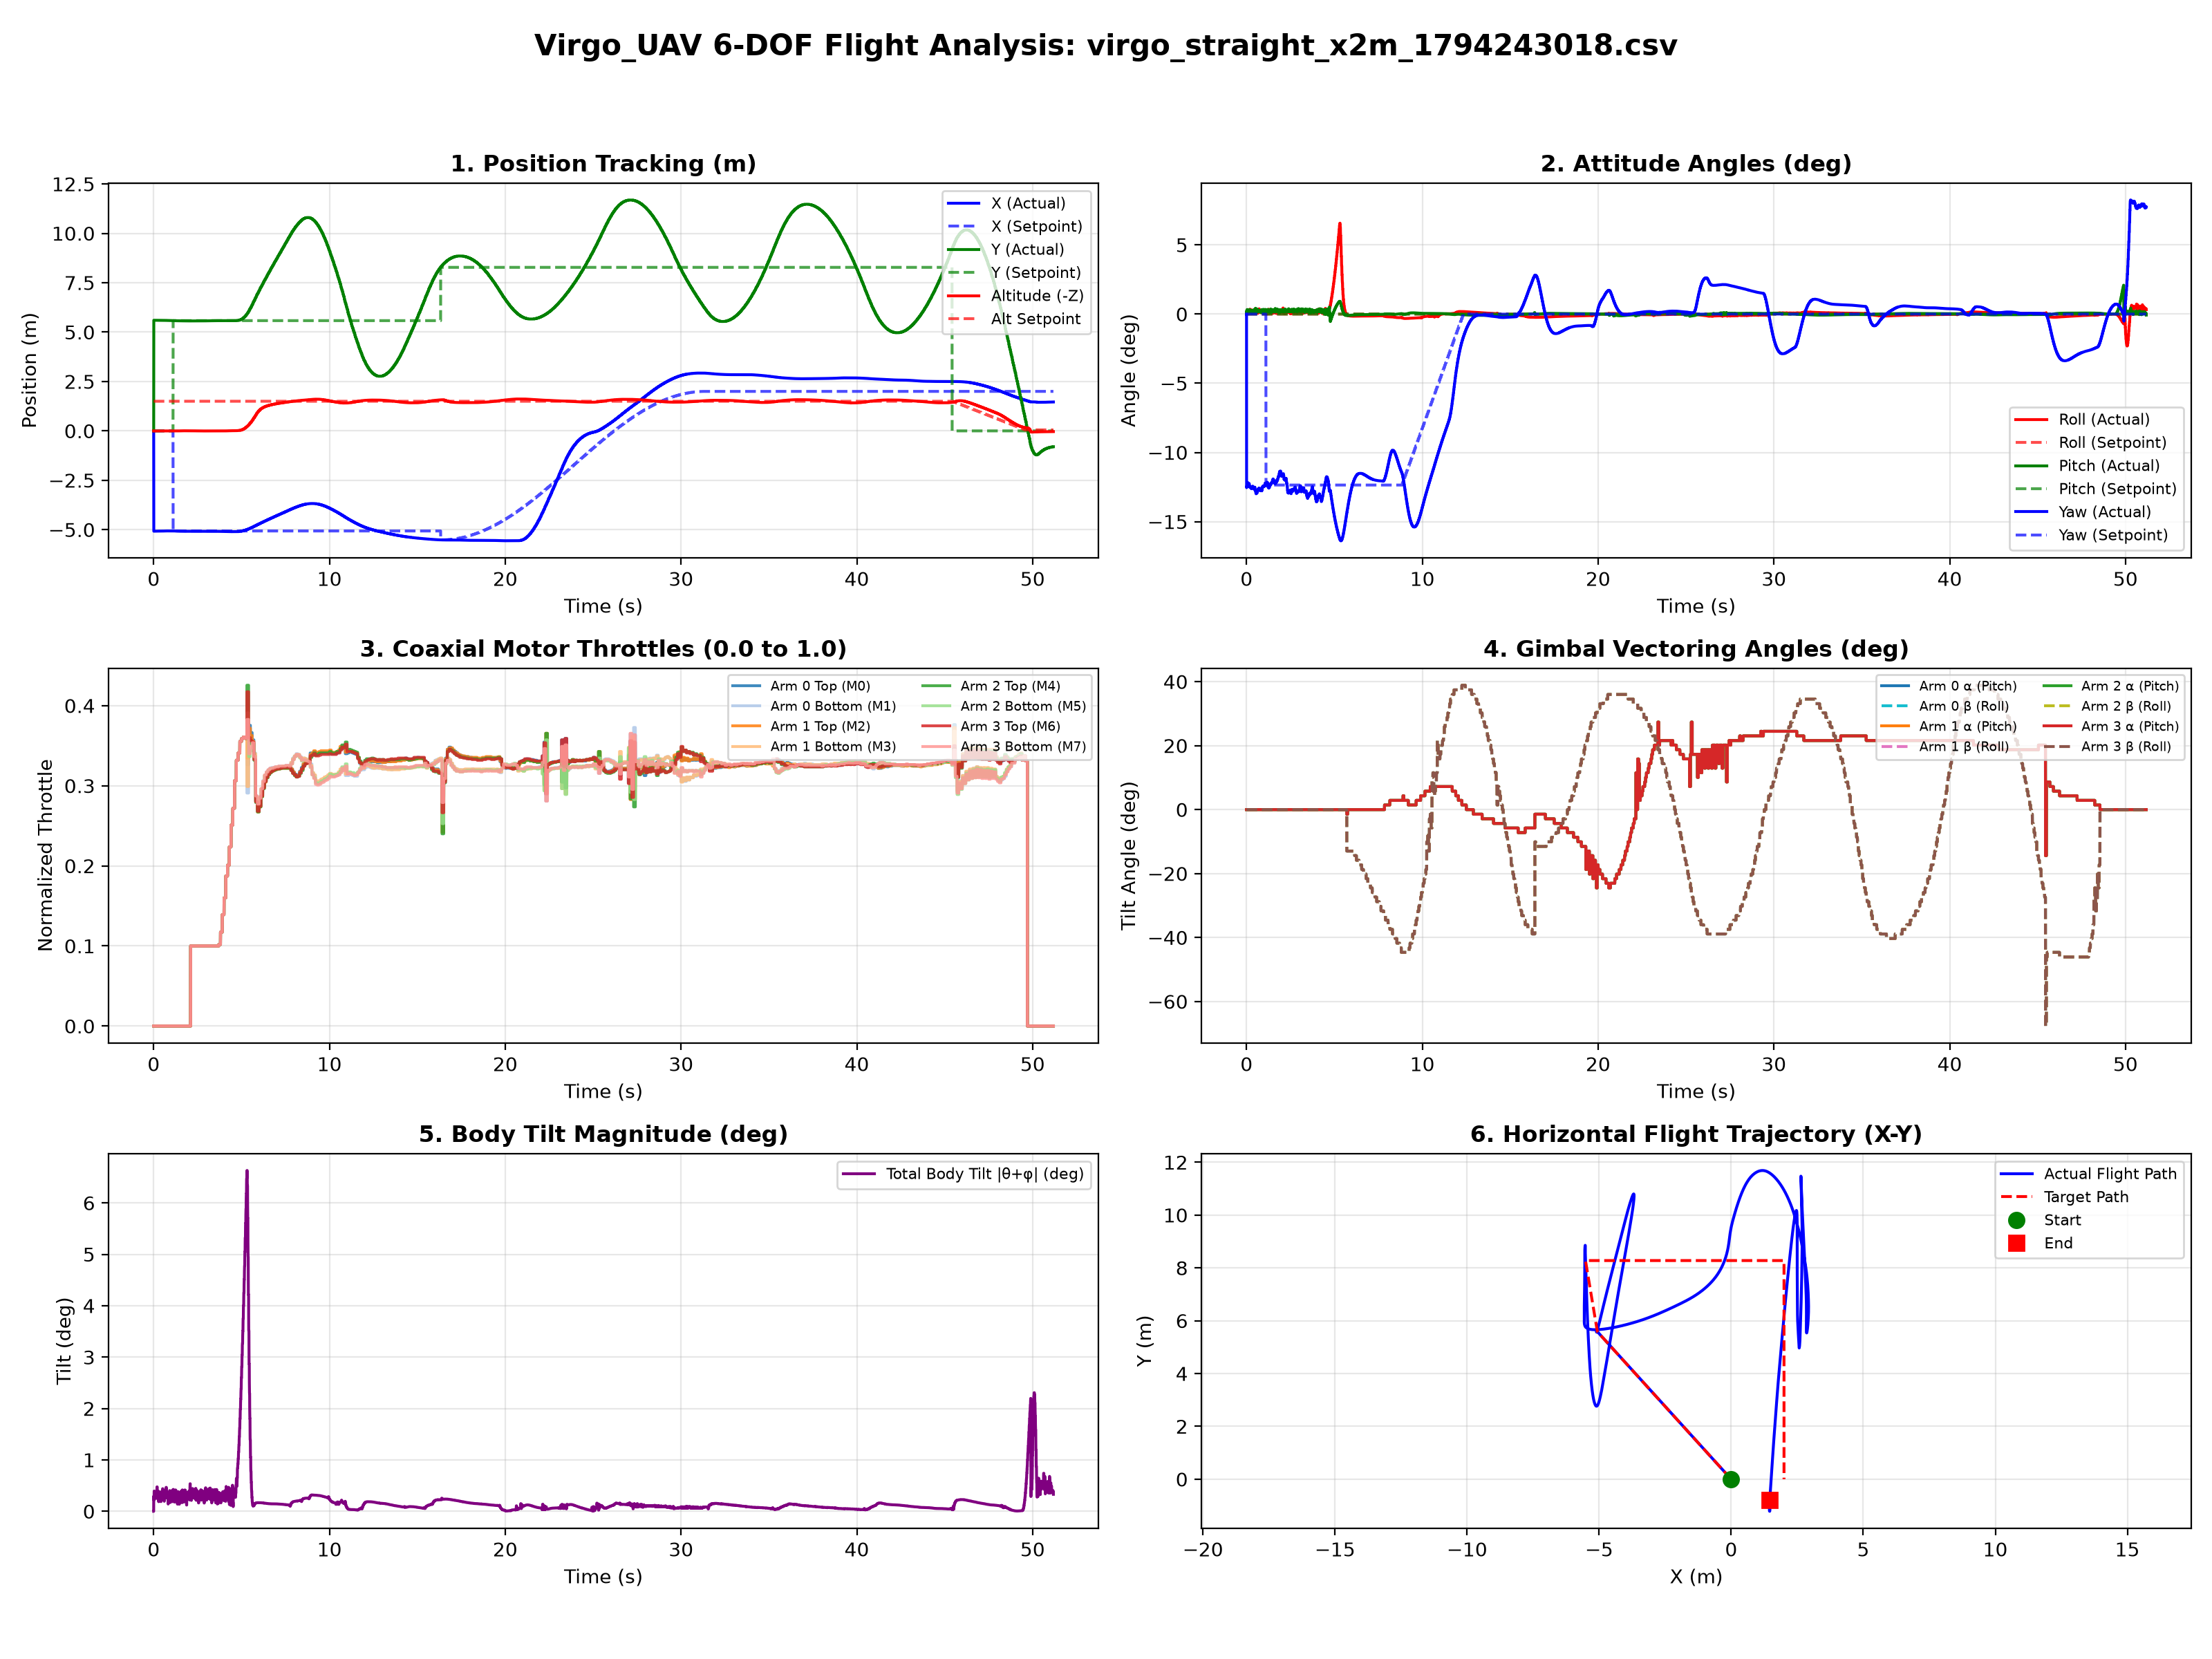 Virgo_UAV 6-DOF Flight Analysis: virgo_straight_x2m_1794243018.csv
1. Position Tracking (m)
12.5
10.0
7.5
5.0
2.5
0.0
−2.5
−5.0
Position (m)
X (Actual)
X (Setpoint)
Y (Actual)
Y (Setpoint)
Altitude (-Z)
Alt Setpoint
0 10 20 30 40 50
Time (s)
2. Attitude Angles (deg)
5
0
−5
−10
−15
Angle (deg)
Roll (Actual)
Roll (Setpoint)
Pitch (Actual)
Pitch (Setpoint)
Yaw (Actual)
Yaw (Setpoint)
0 10 20 30 40 50
Time (s)
3. Coaxial Motor Throttles (0.0 to 1.0)
0.4
0.3
0.2
0.1
0.0
Normalized Throttle
Arm 0 Top (M0)
Arm 0 Bottom (M1)
Arm 1 Top (M2)
Arm 1 Bottom (M3)
Arm 2 Top (M4)
Arm 2 Bottom (M5)
Arm 3 Top (M6)
Arm 3 Bottom (M7)
0 10 20 30 40 50
Time (s)
4. Gimbal Vectoring Angles (deg)
40
20
0
−20
−40
−60
Tilt Angle (deg)
Arm 0 α (Pitch)
Arm 0 β (Roll)
Arm 1 α (Pitch)
Arm 1 β (Roll)
Arm 2 α (Pitch)
Arm 2 β (Roll)
Arm 3 α (Pitch)
Arm 3 β (Roll)
0 10 20 30 40 50
Time (s)
5. Body Tilt Magnitude (deg)
6
5
4
3
2
1
0
Tilt (deg)
Total Body Tilt |θ+φ| (deg)
0 10 20 30 40 50
Time (s)
6. Horizontal Flight Trajectory (X-Y)
12
10
8
6
4
2
0
Y (m)
Actual Flight Path
Target Path
Start
End
−20 −15 −10 −5 0 5 10 15
X (m)